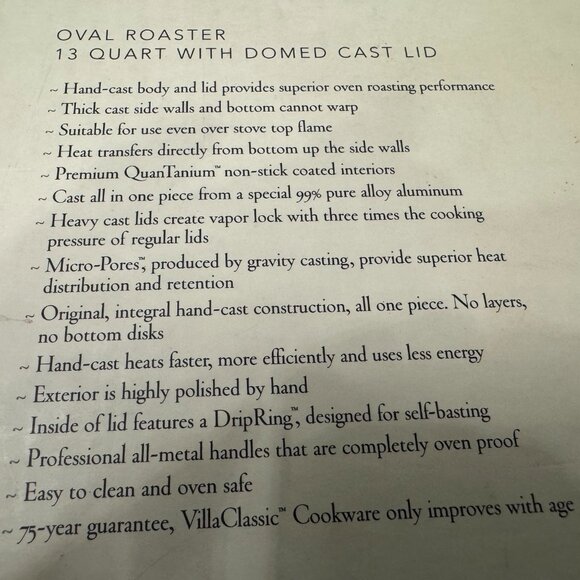 OVAL ROASTER
13 QUART WITH DOMED CAST LID
~ Hand-cast body and lid provides superior oven roasting performance
~ Thick cast side walls and bottom cannot warp
~ Suitable for use even over stove top flame
~ Heat transfers directly from bottom up the side walls
~ Premium QuanTanium™ non-stick coated interiors
~ Cast all in one piece from a special 99% pure alloy aluminum
~ Heavy cast lids create vapor lock with three times the cooking
pressure of regular lids
~ Micro-Pores™, produced by gravity casting, provide superior heat
distribution and retention
~ Original, integral hand-cast construction, all one piece. No layers,
no bottom disks
~ Hand-cast heats faster, more efficiently and uses less energy
~ Exterior is highly polished by hand
~ Inside of lid features a DripRing™, designed for self-basting
~ Professional all-metal handles that are completely oven proof
~ Easy to clean and oven safe
~ 75-year guarantee, VillaClassic™ Cookware only improves with age